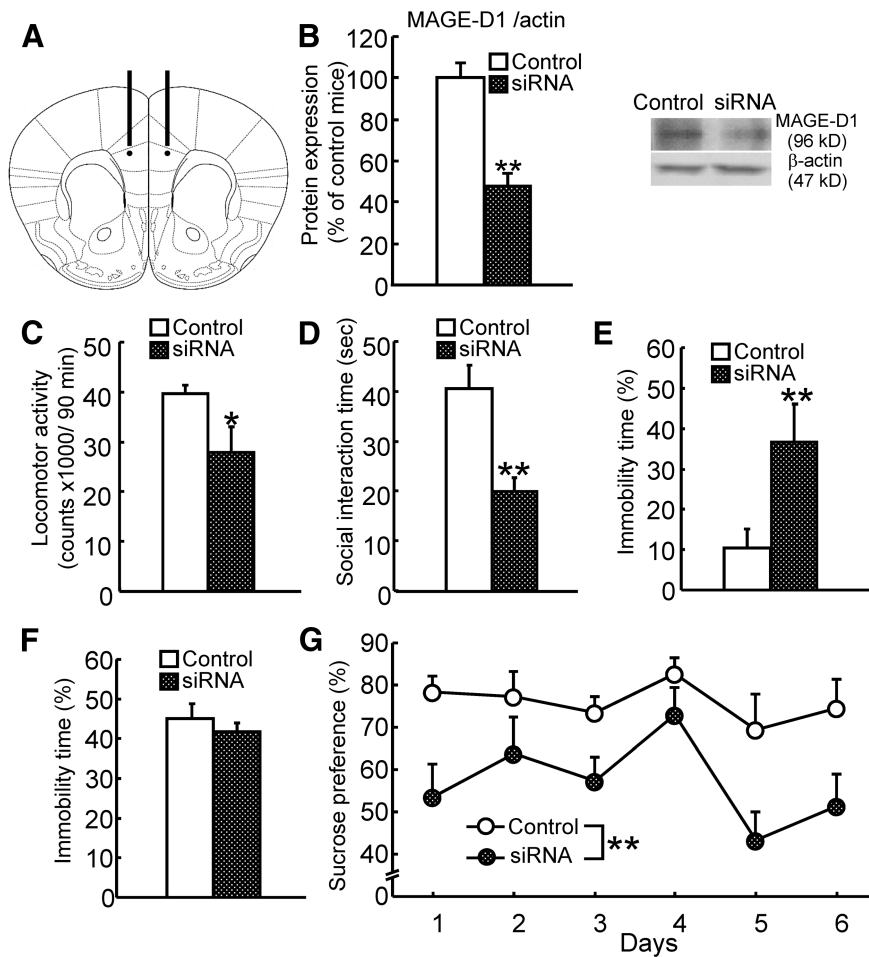 A
B
MAGE-D1 /actin
Protein expression
(% of control mice)
120
100
80
60
40
20
0
Control
siRNA
**
Control siRNA
MAGE-D1
(96 kD)
β-actin
(47 kD)
C
Locomotor activity
(counts x1000/ 90 min)
50
40
30
20
10
0
Control
siRNA
*
D
Social interaction time (sec)
50
40
30
20
10
0
Control
siRNA
**
E
Immobility time (%)
60
50
40
30
20
10
0
Control
siRNA
**
F
Immobility time (%)
60
50
40
30
20
10
0
Control
siRNA
G
Sucrose preference (%)
90
80
70
60
50
40
0
Control
siRNA
**
1 2 3 4 5 6
Days